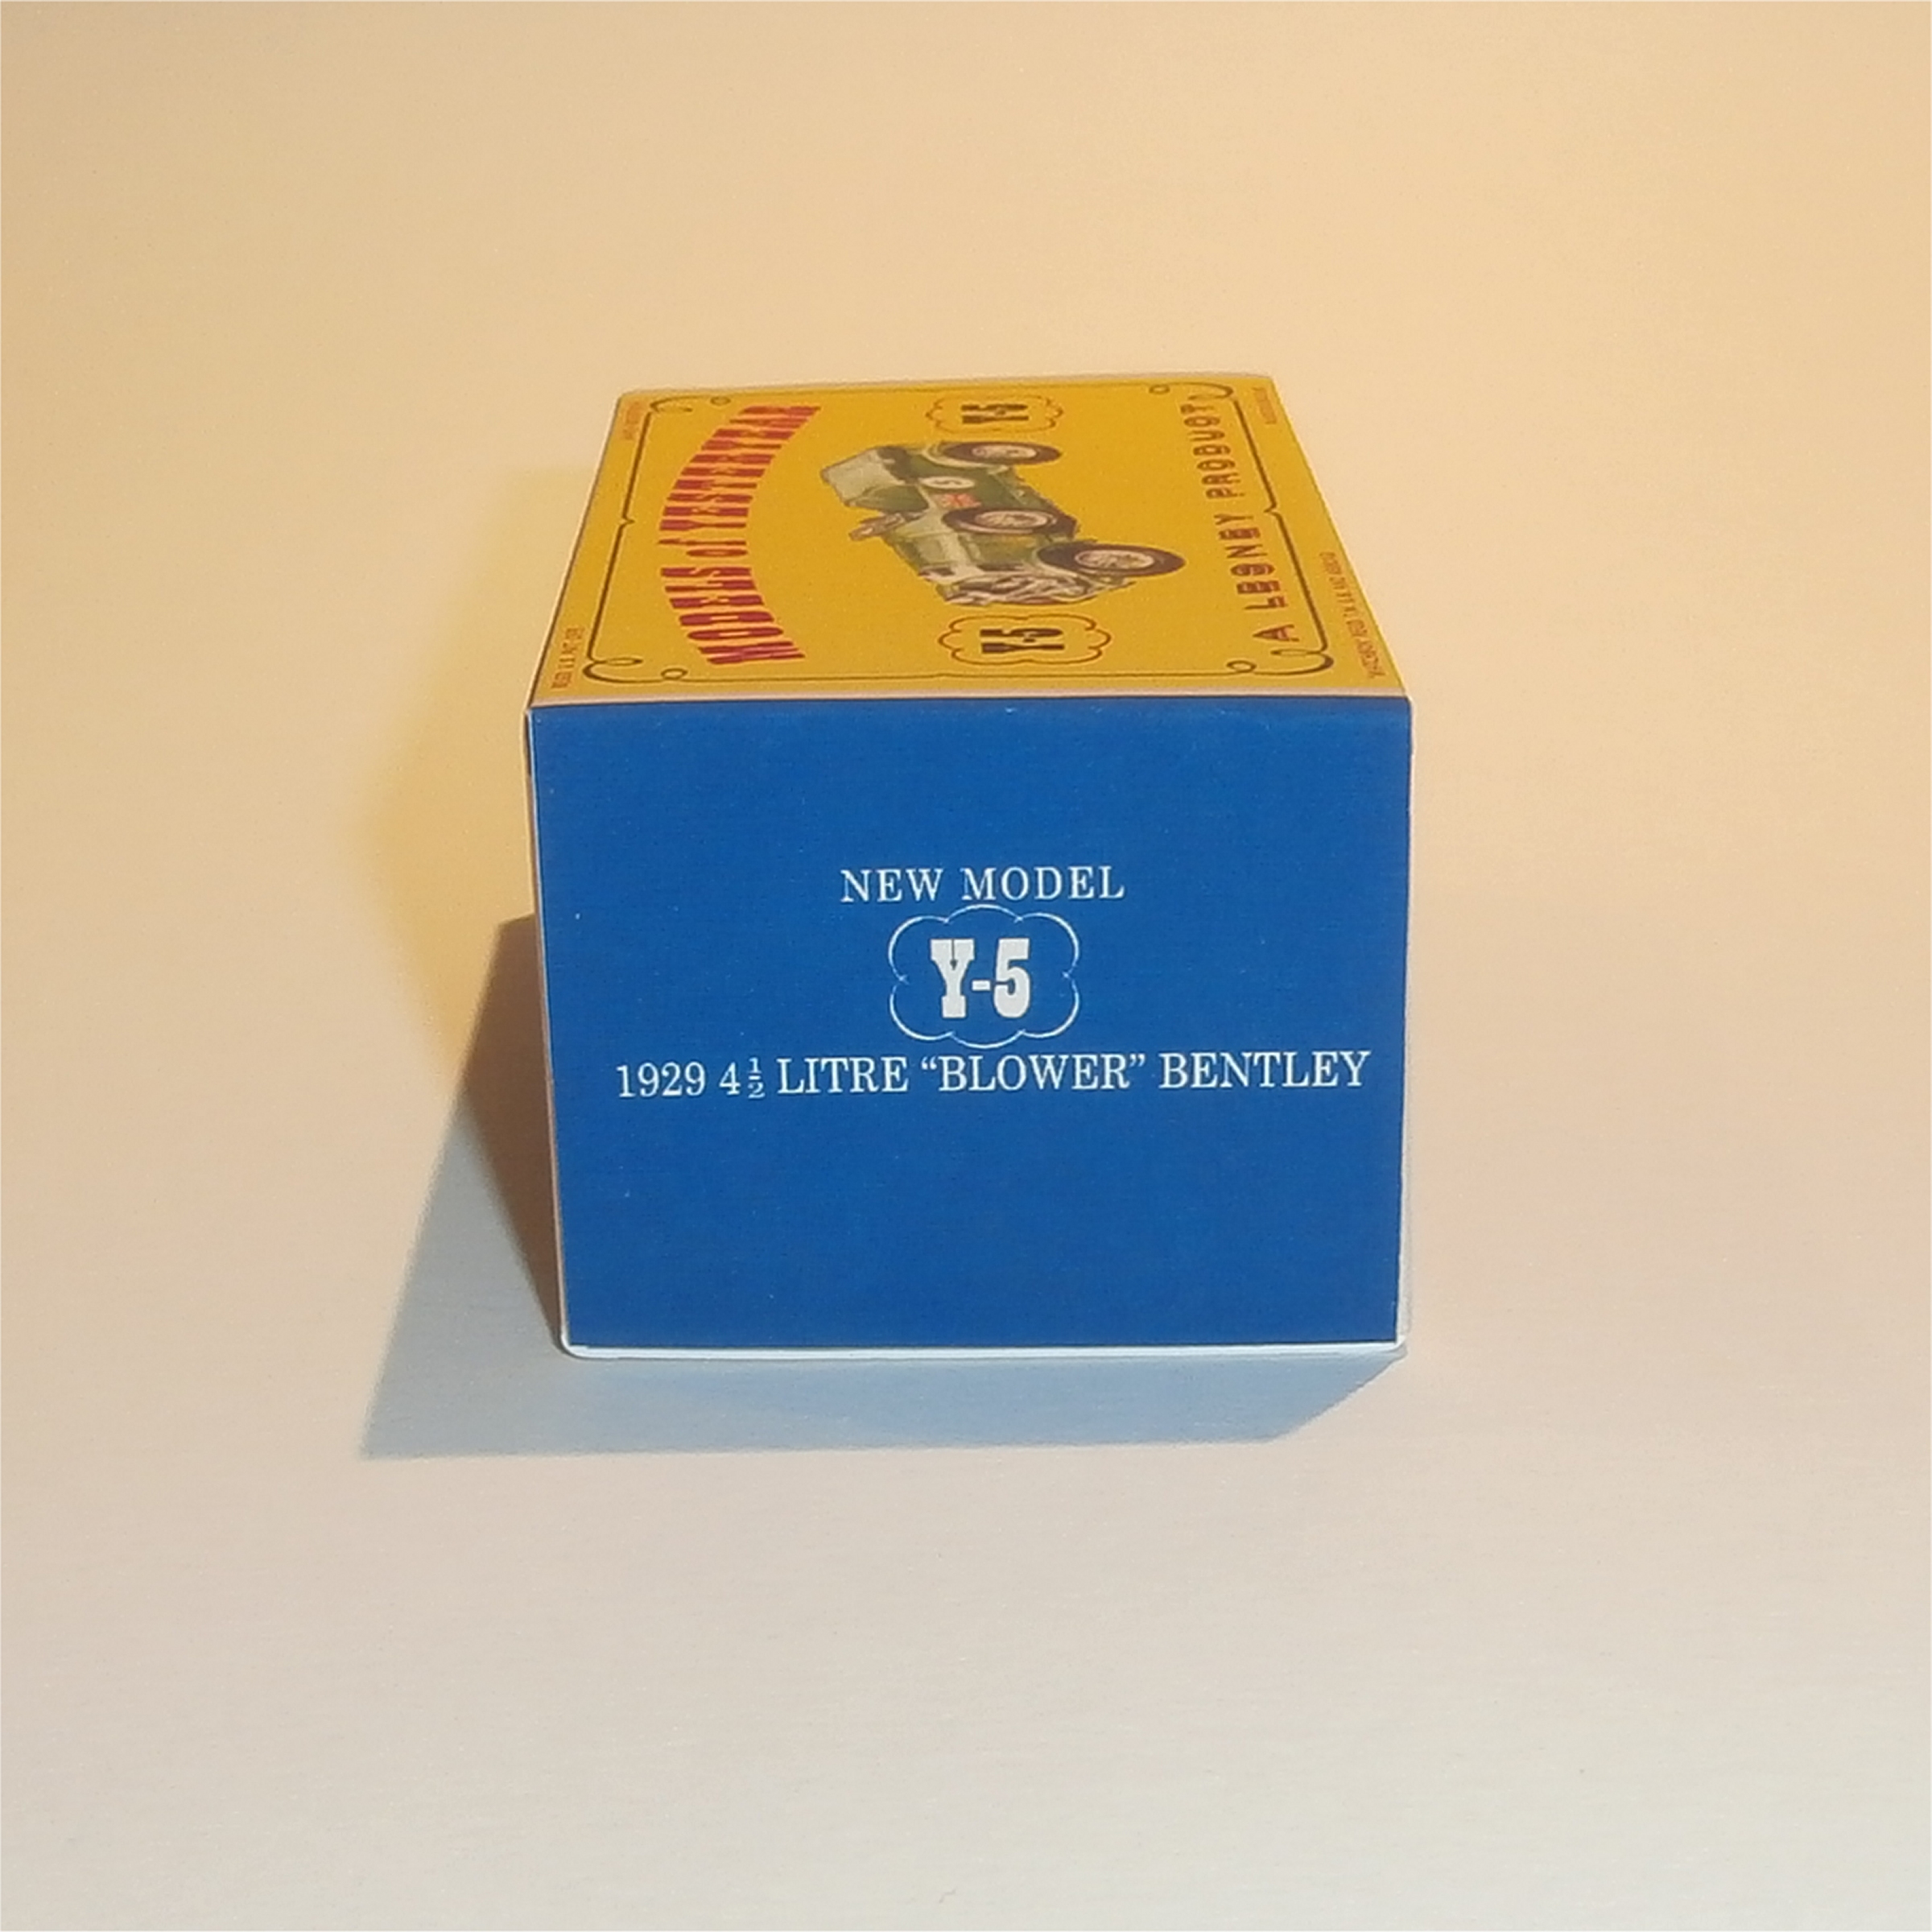 MODELS of YESTERYEAR
Y-5
Y-5
A LESNEY PRODUCT
NEW MODEL
Y-5
1929 4½ LITRE “BLOWER” BENTLEY